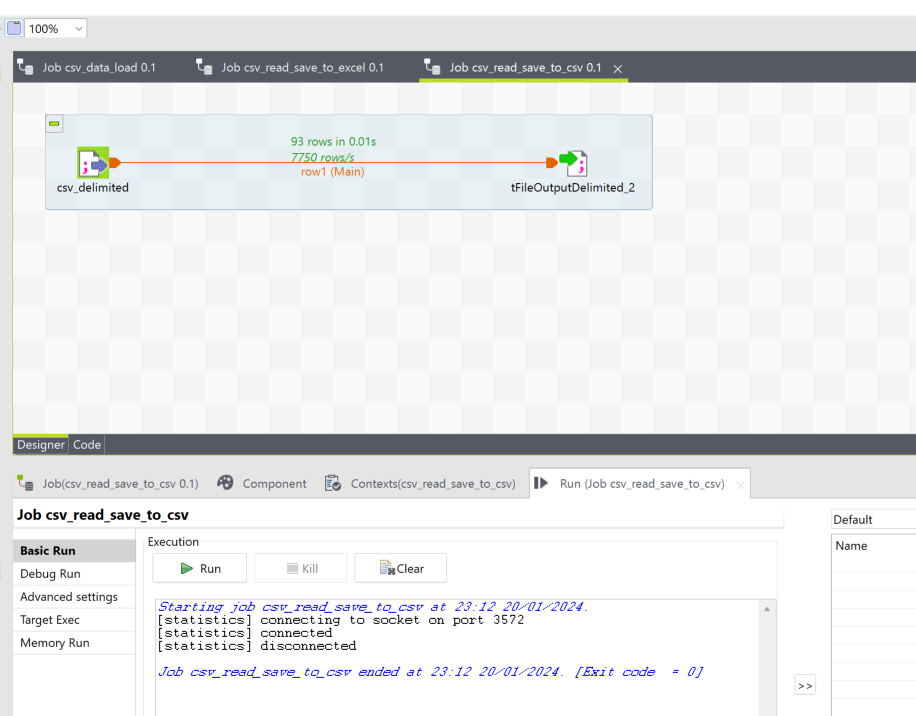 100%
Job csv_data_load 0.1
Job csv_read_save_to_excel 0.1
Job csv_read_save_to_csv 0.1
93 rows in 0.01s
7750 rows/s
row1 (Main)
csv_delimited
tFileOutputDelimited_2
Designer
Code
Job(csv_read_save_to_csv 0.1)
Component
Contexts(csv_read_save_to_csv)
Run (Job csv_read_save_to_csv)
Job csv_read_save_to_csv
Default
Name
Basic Run
Debug Run
Advanced settings
Target Exec
Memory Run
Execution
Run
Kill
Clear
Starting job csv_read_save_to_csv at 23:12 20/01/2024.
[statistics] connecting to socket on port 3572
[statistics] connected
[statistics] disconnected
Job csv_read_save_to_csv ended at 23:12 20/01/2024. [Exit code  = 0]
>>